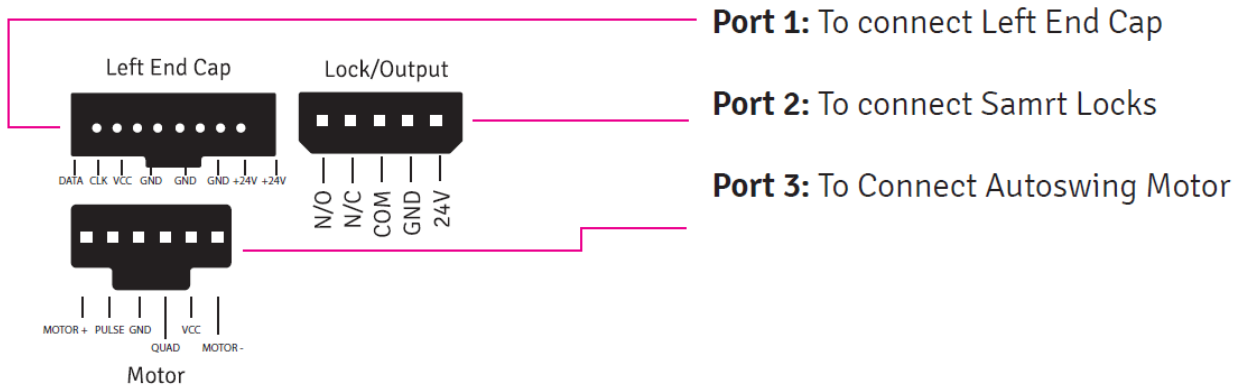 Port 1: To connect Left End Cap
Left End Cap
Lock/Output
Port 2: To connect Samrt Locks
DATA CLK VCC GND GND GND +24V +24V
N/O N/C COM GND 24V
Port 3: To Connect Autoswing Motor
MOTOR + PULSE GND QUAD VCC MOTOR -
Motor